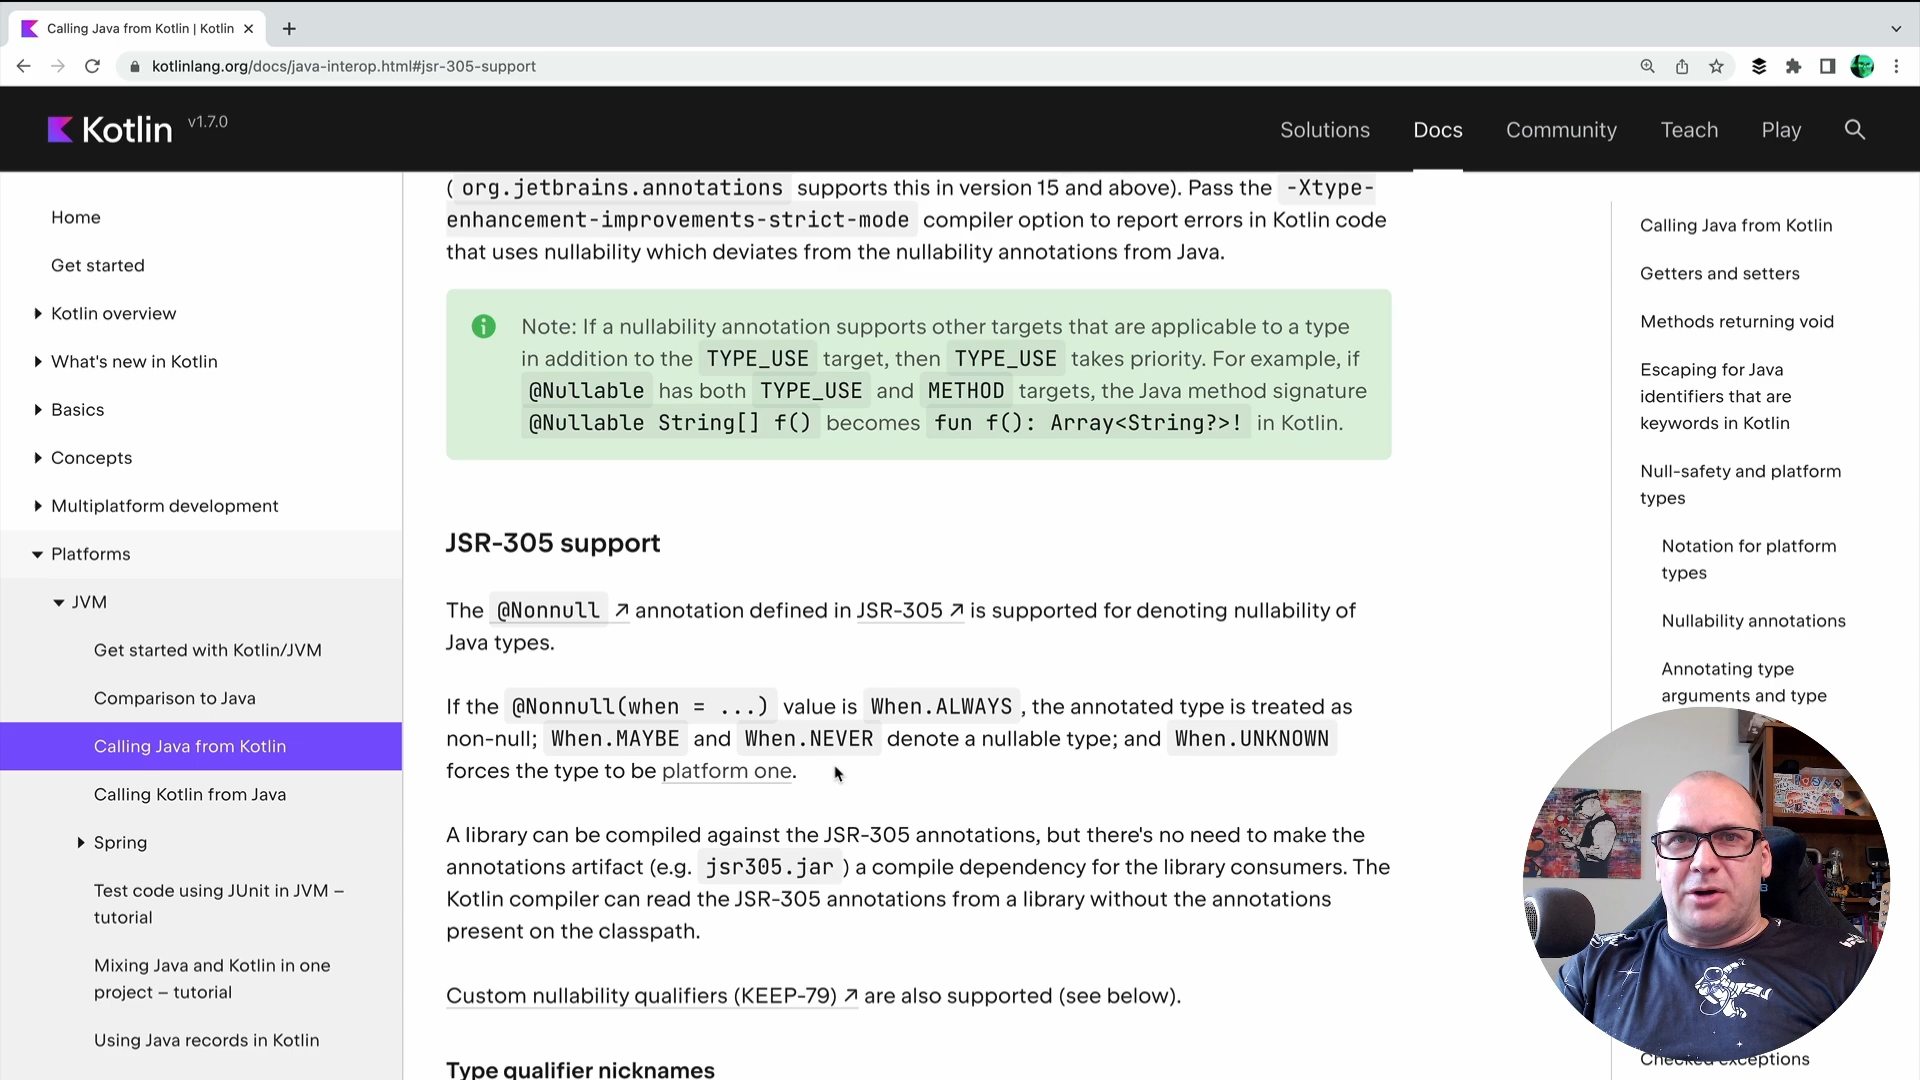 Calling Java from Kotlin | Kotlin
kotlinlang.org/docs/java-interop.html#jsr-305-support
Kotlin v1.7.0
Solutions
Docs
Community
Teach
Play
Home
Get started
Kotlin overview
What's new in Kotlin
Basics
Concepts
Multiplatform development
Platforms
JVM
Get started with Kotlin/JVM
Comparison to Java
Calling Java from Kotlin
Calling Kotlin from Java
Spring
Test code using JUnit in JVM –
tutorial
Mixing Java and Kotlin in one
project – tutorial
Using Java records in Kotlin
( org.jetbrains.annotations supports this in version 15 and above). Pass the -Xtype-
enhancement-improvements-strict-mode compiler option to report errors in Kotlin code
that uses nullability which deviates from the nullability annotations from Java.
Note: If a nullability annotation supports other targets that are applicable to a type
in addition to the TYPE_USE target, then TYPE_USE takes priority. For example, if
@Nullable has both TYPE_USE and METHOD targets, the Java method signature
@Nullable String[] f() becomes fun f(): Array<String?>! in Kotlin.
JSR-305 support
The @Nonnull ↗ annotation defined in JSR-305 ↗ is supported for denoting nullability of
Java types.
If the @Nonnull(when = ...) value is When.ALWAYS , the annotated type is treated as
non-null; When.MAYBE and When.NEVER denote a nullable type; and When.UNKNOWN
forces the type to be platform one.
A library can be compiled against the JSR-305 annotations, but there's no need to make the
annotations artifact (e.g. jsr305.jar ) a compile dependency for the library consumers. The
Kotlin compiler can read the JSR-305 annotations from a library without the annotations
present on the classpath.
Custom nullability qualifiers (KEEP-79) ↗ are also supported (see below).
Type qualifier nicknames
Calling Java from Kotlin
Getters and setters
Methods returning void
Escaping for Java
identifiers that are
keywords in Kotlin
Null-safety and platform
types
Notation for platform
types
Nullability annotations
Annotating type
arguments and type
Checked exceptions